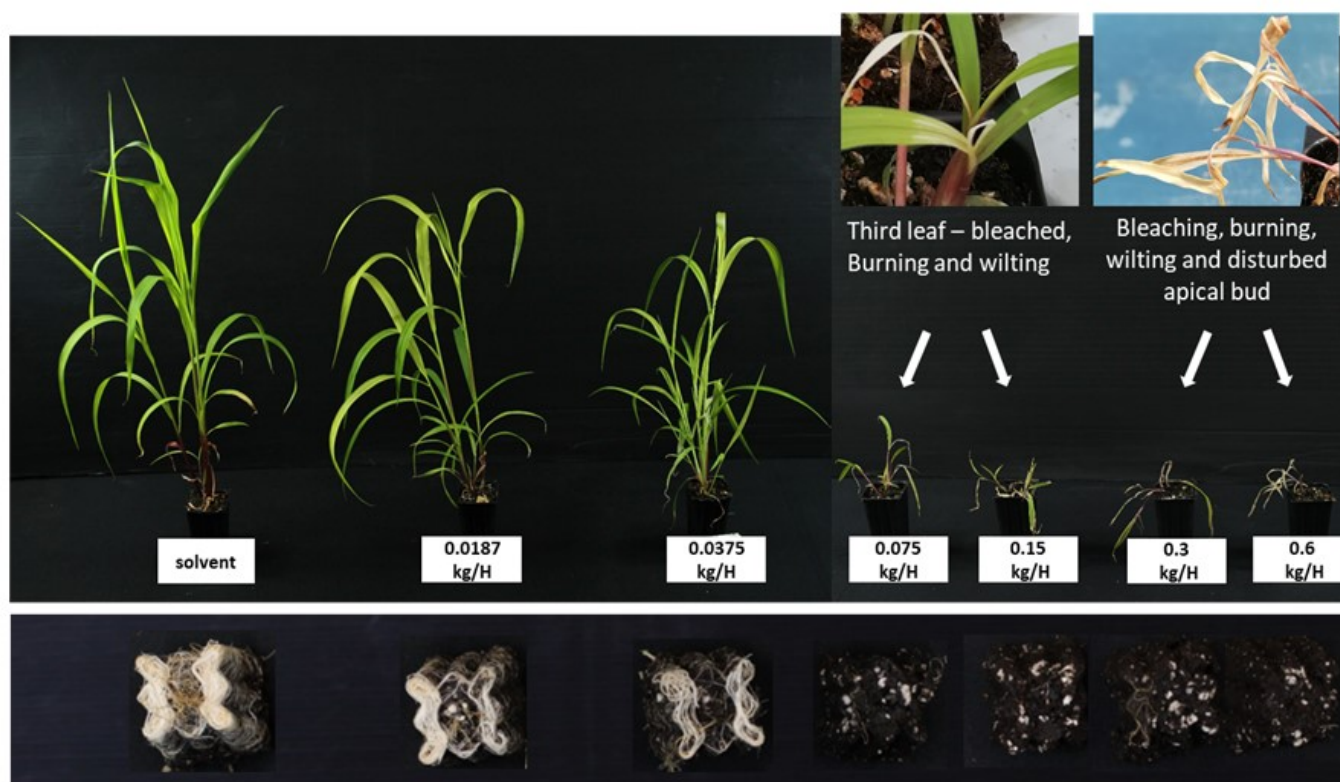 Third leaf – bleached,
Burning and wilting
Bleaching, burning,
wilting and disturbed
apical bud
solvent
0.0187
kg/H
0.0375
kg/H
0.075
kg/H
0.15
kg/H
0.3
kg/H
0.6
kg/H